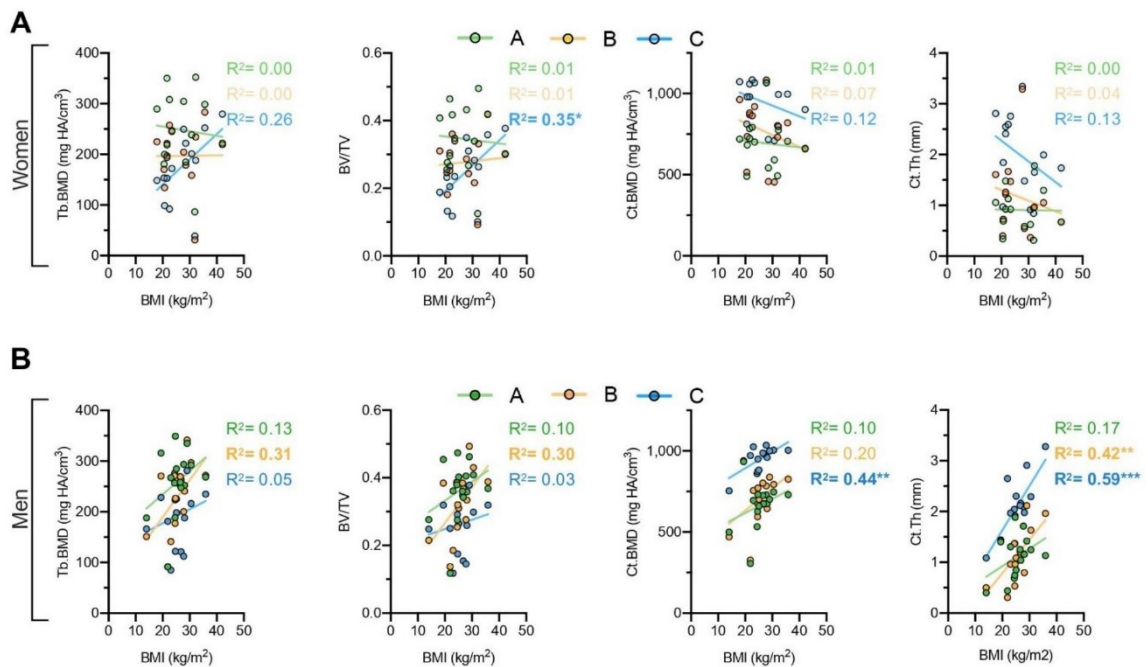 A
Women
A B C
Tb.BMD (mg HA/cm³)
400
300
200
100
0
0 10 20 30 40 50
BMI (kg/m²)
R²= 0.00
R²= 0.00
R²= 0.26
BV/TV
0.6
0.4
0.2
0.0
0 10 20 30 40 50
BMI (kg/m²)
R²= 0.01
R²= 0.01
R²= 0.35*
Ct.BMD (mg HA/cm³)
1,000
500
0
0 10 20 30 40 50
BMI (kg/m²)
R²= 0.01
R²= 0.07
R²= 0.12
Ct.Th (mm)
4
3
2
1
0
0 10 20 30 40 50
BMI (kg/m²)
R²= 0.00
R²= 0.04
R²= 0.13
B
Men
A B C
Tb.BMD (mg HA/cm³)
400
300
200
100
0
0 10 20 30 40 50
BMI (kg/m²)
R²= 0.13
R²= 0.31
R²= 0.05
BV/TV
0.6
0.4
0.2
0.0
0 10 20 30 40 50
BMI (kg/m²)
R²= 0.10
R²= 0.30
R²= 0.03
Ct.BMD (mg HA/cm³)
1,000
500
0
0 10 20 30 40 50
BMI (kg/m²)
R²= 0.10
R²= 0.20
R²= 0.44**
Ct.Th (mm)
4
3
2
1
0
0 10 20 30 40 50
BMI (kg/m2)
R²= 0.17
R²= 0.42**
R²= 0.59***